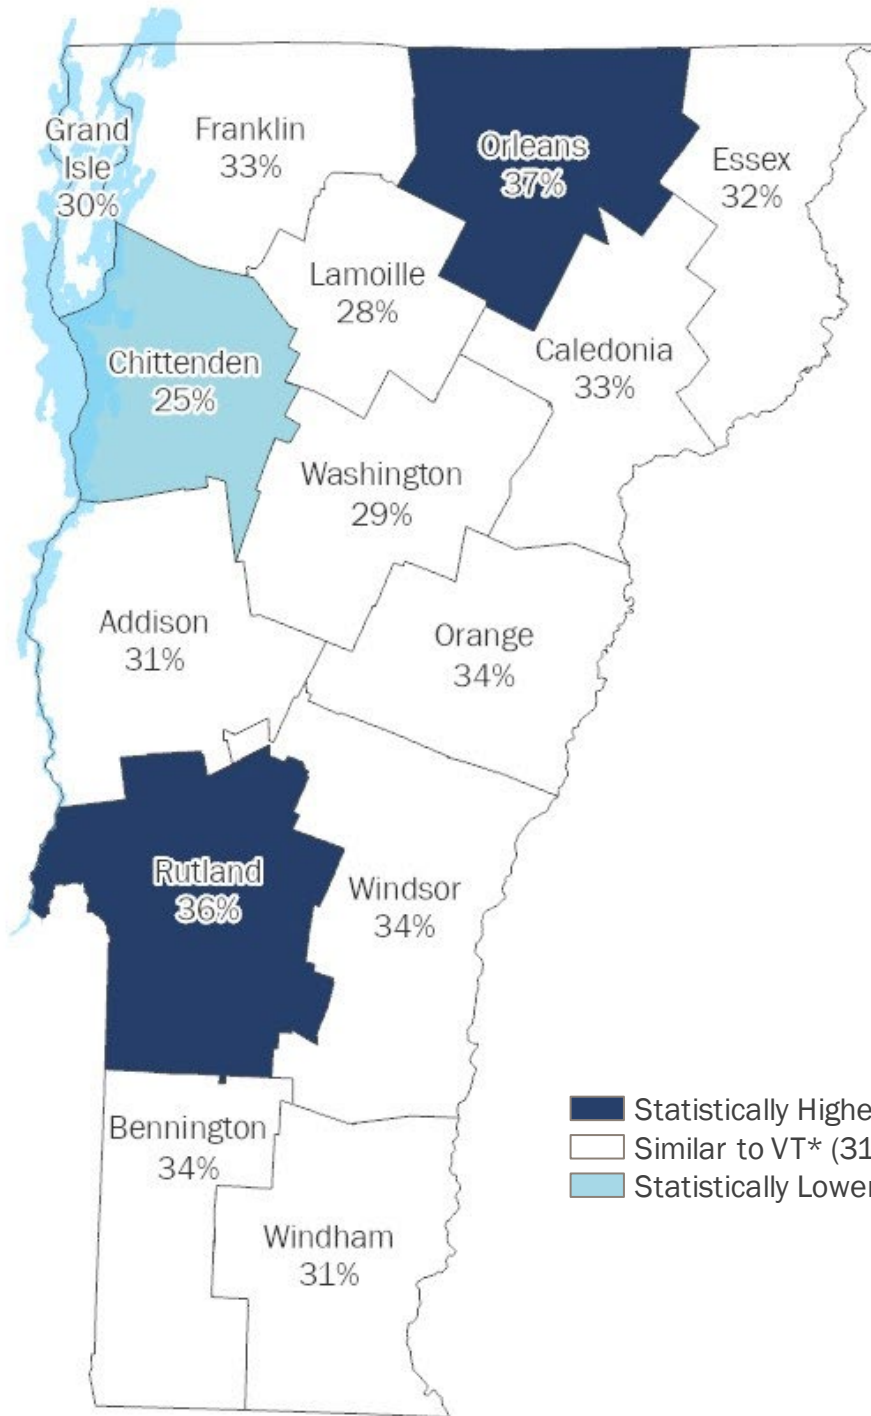 Grand
Isle
30%
Franklin
33%
Orleans
37%
Essex
32%
Lamoille
28%
Chittenden
25%
Caledonia
33%
Washington
29%
Addison
31%
Orange
34%
Rutland
36%
Windsor
34%
Bennington
34%
Windham
31%
Statistically Highe
Similar to VT* (31
Statistically Lower